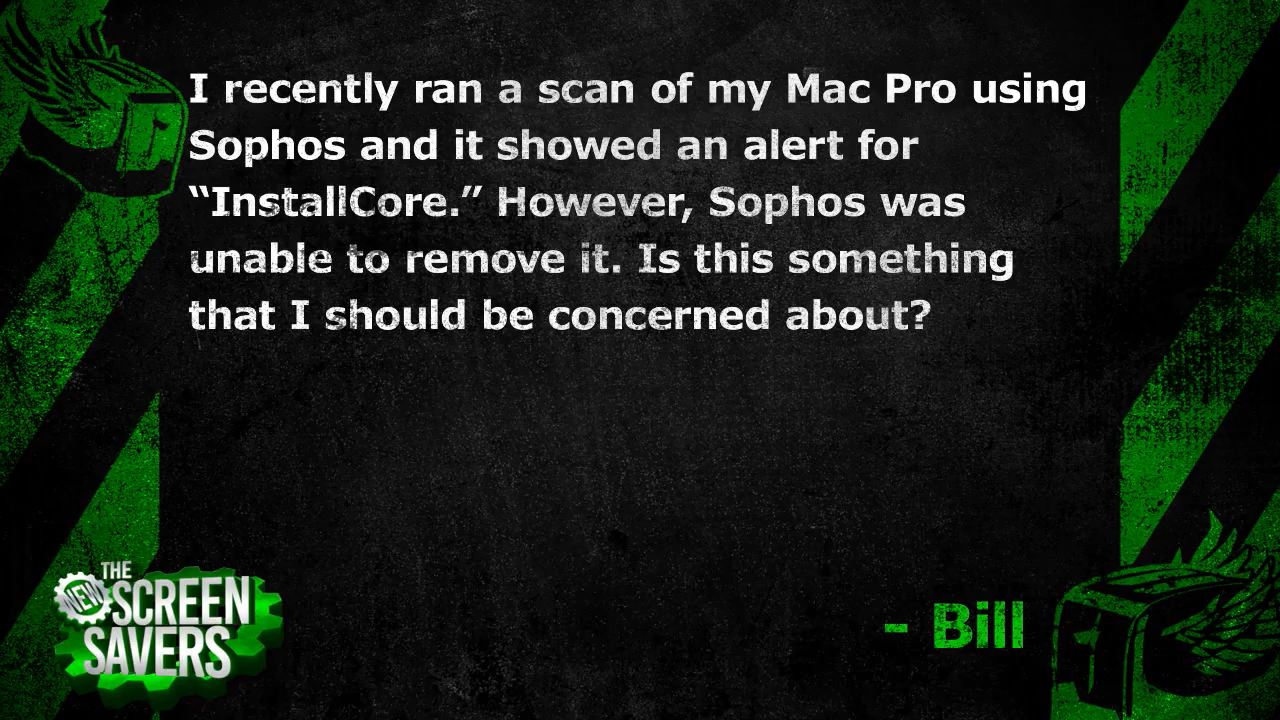 I recently ran a scan of my Mac Pro using
Sophos and it showed an alert for
“InstallCore.” However, Sophos was
unable to remove it. Is this something
that I should be concerned about?
THE
NEW
SCREEN
SAVERS
- Bill